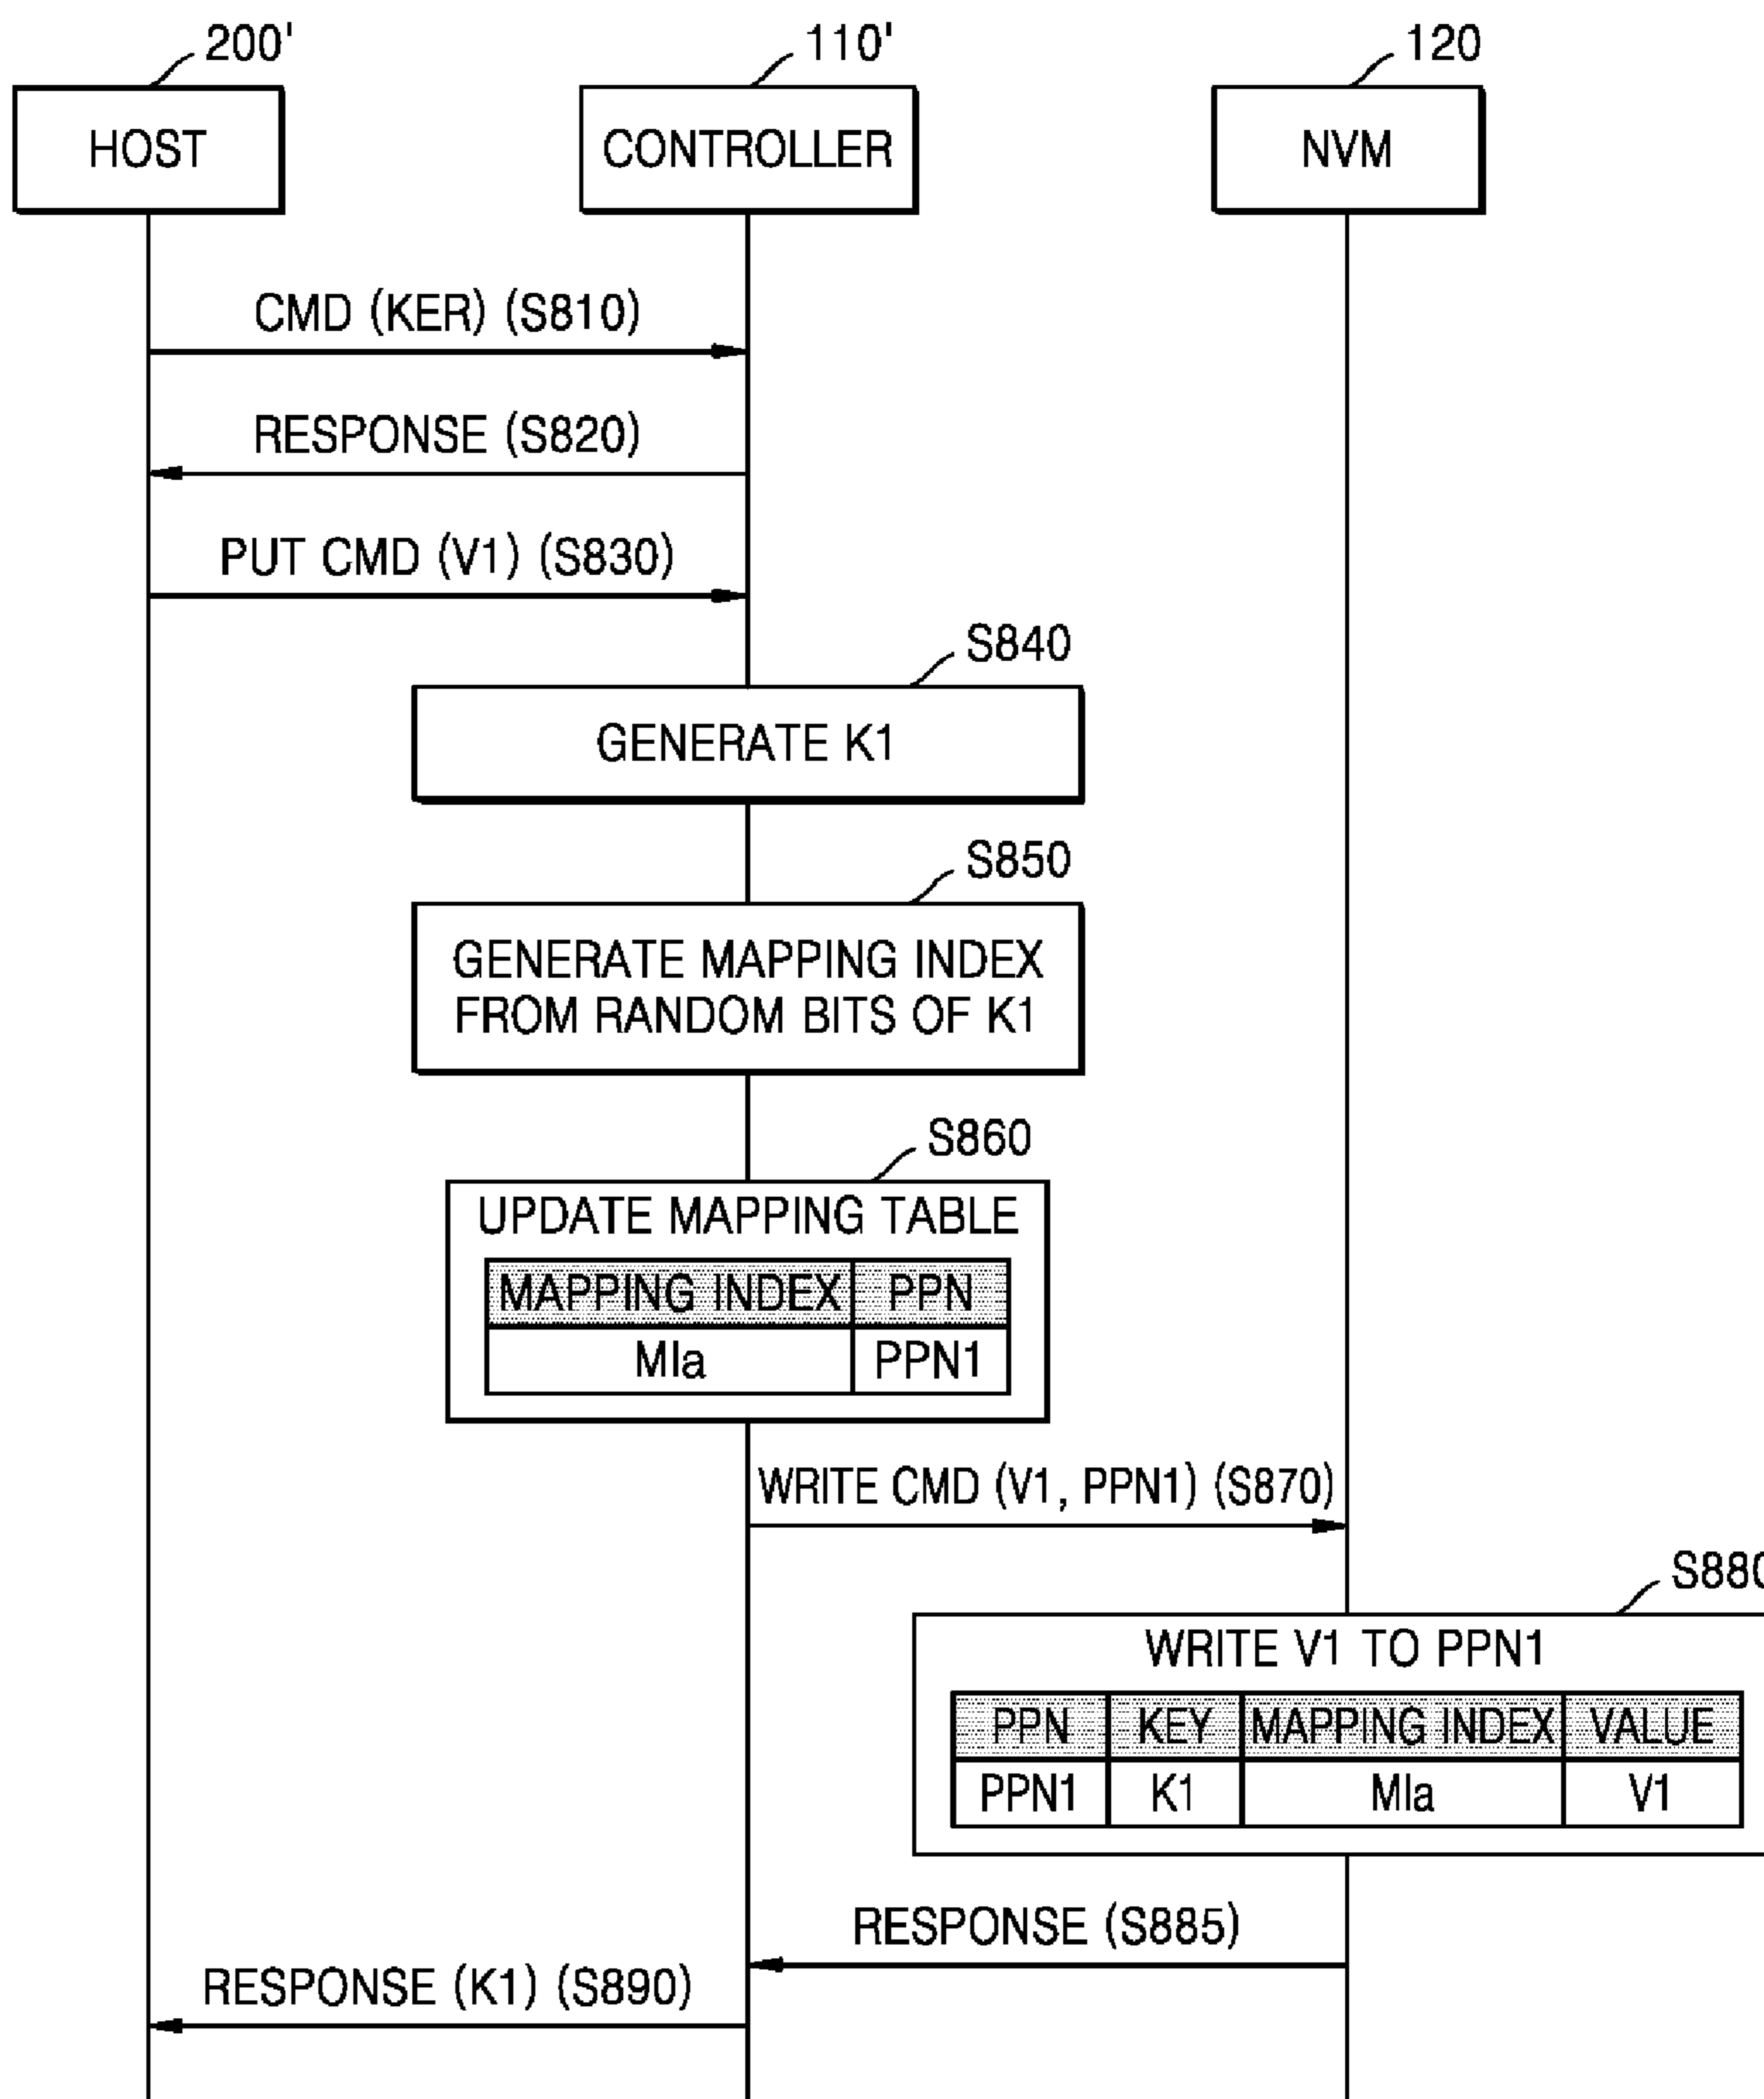 200' 110' 120
HOST CONTROLLER NVM
CMD (KER) (S810)
RESPONSE (S820)
PUT CMD (V1) (S830)
S840
GENERATE K1
S850
GENERATE MAPPING INDEX
FROM RANDOM BITS OF K1
S860
UPDATE MAPPING TABLE
MAPPING INDEX PPN
MIa PPN1
WRITE CMD (V1, PPN1) (S870)
S880
WRITE V1 TO PPN1
PPN KEY MAPPING INDEX VALUE
PPN1 K1 MIa V1
RESPONSE (S885)
RESPONSE (K1) (S890)